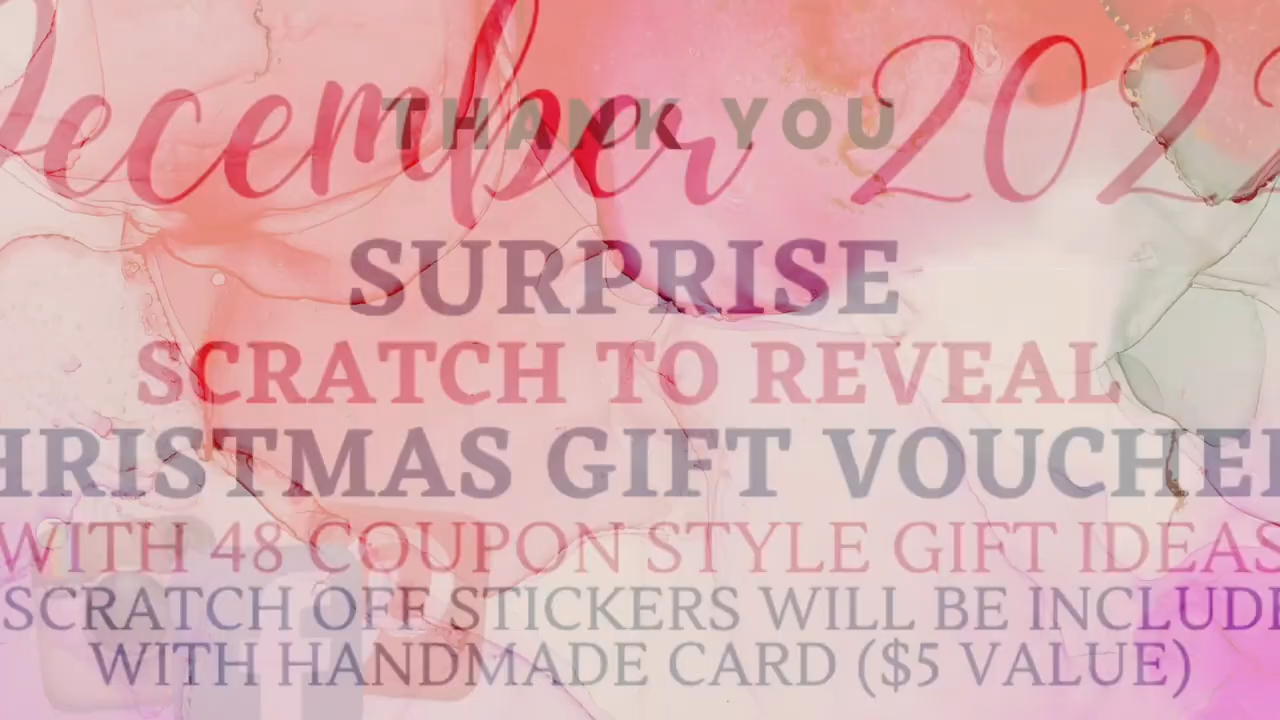 December 202
THANK YOU
SURPRISE
SCRATCH TO REVEAL
HRISTMAS GIFT VOUCHE
WITH 48 COUPON STYLE GIFT IDEAS
SCRATCH OFF STICKERS WILL BE INCLUD
WITH HANDMADE CARD ($5 VALUE)